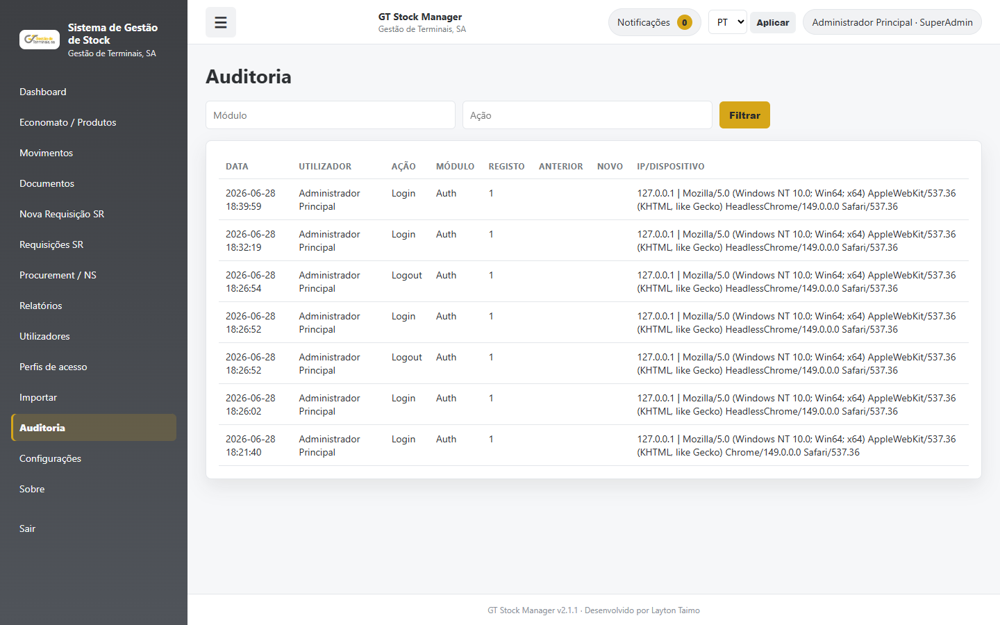 Sistema de Gestão
de Stock
Gestão de Terminais, SA
Dashboard
Economato / Produtos
Movimentos
Documentos
Nova Requisição SR
Requisições SR
Procurement / NS
Relatórios
Utilizadores
Perfis de acesso
Importar
Auditoria
Configurações
Sobre
Sair
☰
GT Stock Manager
Gestão de Terminais, SA
Notificações 0
PT
Aplicar
Administrador Principal · SuperAdmin
Auditoria
Módulo
Ação
Filtrar
DATA UTILIZADOR AÇÃO MÓDULO REGISTO ANTERIOR NOVO IP/DISPOSITIVO
2026-06-28 Administrador Login Auth 1 127.0.0.1 | Mozilla/5.0 (Windows NT 10.0; Win64; x64) AppleWebKit/537.36
18:39:59 Principal (KHTML, like Gecko) HeadlessChrome/149.0.0.0 Safari/537.36
2026-06-28 Administrador Login Auth 1 127.0.0.1 | Mozilla/5.0 (Windows NT 10.0; Win64; x64) AppleWebKit/537.36
18:32:19 Principal (KHTML, like Gecko) HeadlessChrome/149.0.0.0 Safari/537.36
2026-06-28 Administrador Logout Auth 1 127.0.0.1 | Mozilla/5.0 (Windows NT 10.0; Win64; x64) AppleWebKit/537.36
18:26:54 Principal (KHTML, like Gecko) HeadlessChrome/149.0.0.0 Safari/537.36
2026-06-28 Administrador Login Auth 1 127.0.0.1 | Mozilla/5.0 (Windows NT 10.0; Win64; x64) AppleWebKit/537.36
18:26:52 Principal (KHTML, like Gecko) HeadlessChrome/149.0.0.0 Safari/537.36
2026-06-28 Administrador Logout Auth 1 127.0.0.1 | Mozilla/5.0 (Windows NT 10.0; Win64; x64) AppleWebKit/537.36
18:26:52 Principal (KHTML, like Gecko) HeadlessChrome/149.0.0.0 Safari/537.36
2026-06-28 Administrador Login Auth 1 127.0.0.1 | Mozilla/5.0 (Windows NT 10.0; Win64; x64) AppleWebKit/537.36
18:26:02 Principal (KHTML, like Gecko) HeadlessChrome/149.0.0.0 Safari/537.36
2026-06-28 Administrador Login Auth 1 127.0.0.1 | Mozilla/5.0 (Windows NT 10.0; Win64; x64) AppleWebKit/537.36
18:21:40 Principal (KHTML, like Gecko) Chrome/149.0.0.0 Safari/537.36
GT Stock Manager v2.1.1 · Desenvolvido por Layton Taimo